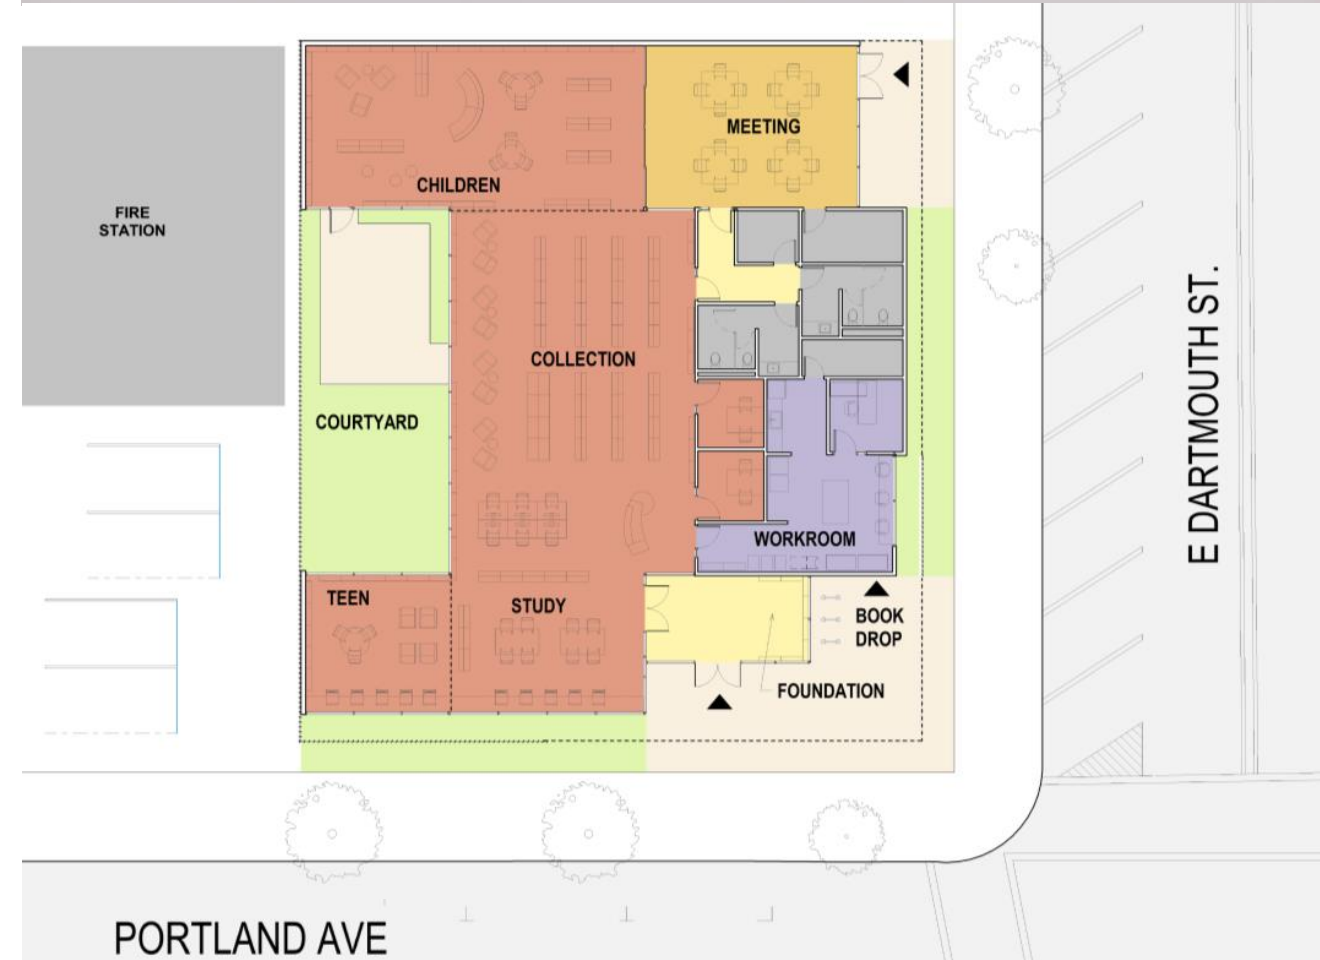 MEETING
CHILDREN
FIRE
STATION
COLLECTION
COURTYARD
E DARTMOUTH ST.
WORKROOM
TEEN
STUDY
BOOK
DROP
FOUNDATION
PORTLAND AVE